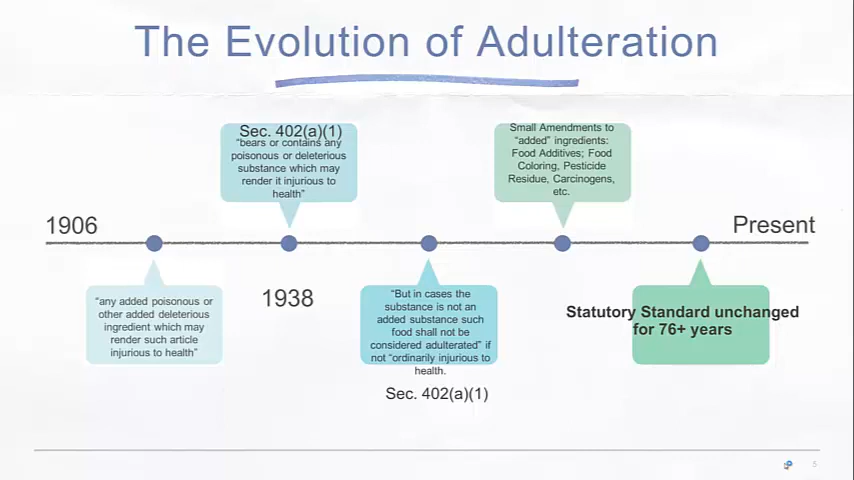 The Evolution of Adulteration
Sec. 402(a)(1)
"bears or contains any
poisonous or deleterious
substance which may
render it injurious to
health"
Small Amendments to
"added" ingredients:
Food Additives; Food
Coloring, Pesticide
Residue, Carcinogens,
etc.
1906
Present
"any added poisonous or
other added deleterious
ingredient which may
render such article
injurious to health"
1938
"But in cases the
substance is not an
added substance such
food shall not be
considered adulterated" if
not "ordinarily injurious to
health.
Sec. 402(a)(1)
Statutory Standard unchanged
for 76+ years
5